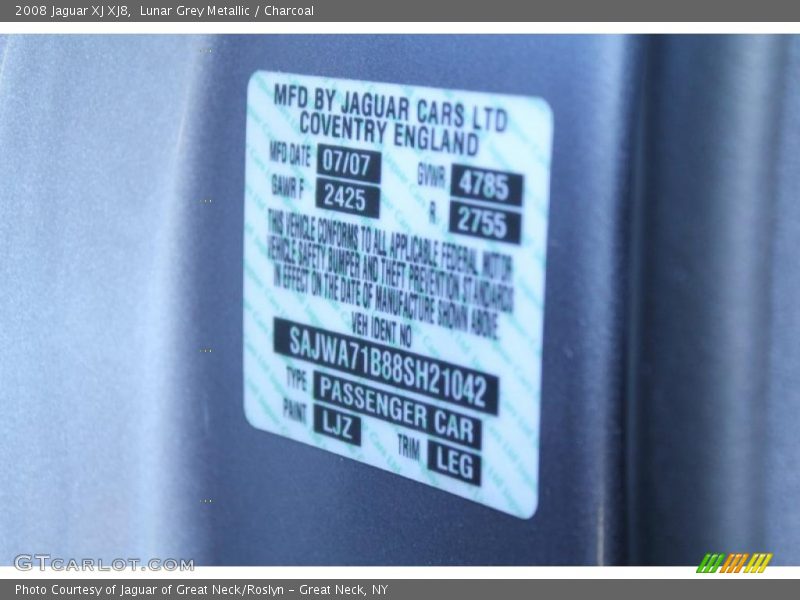 2008 Jaguar XJ XJ8,  Lunar Grey Metallic / Charcoal
MFD BY JAGUAR CARS LTD
COVENTRY ENGLAND
MFD DATE 07/07 GVWR 4785
GAWR F 2425 R. 2755
THIS VEHICLE CONFORMS TO ALL APPLICABLE FEDERAL MOTOR
VEHICLE SAFETY BUMPER AND THEFT PREVENTION STANDARDS
IN EFFECT ON THE DATE OF MANUFACTURE SHOWN ABOVE
VEH IDENT NO
SAJWA71B88SH21042
TYPE PASSENGER CAR
PAINT LJZ TRIM LEG
GTCARLOT.COM
Photo Courtesy of Jaguar of Great Neck/Roslyn – Great Neck, NY